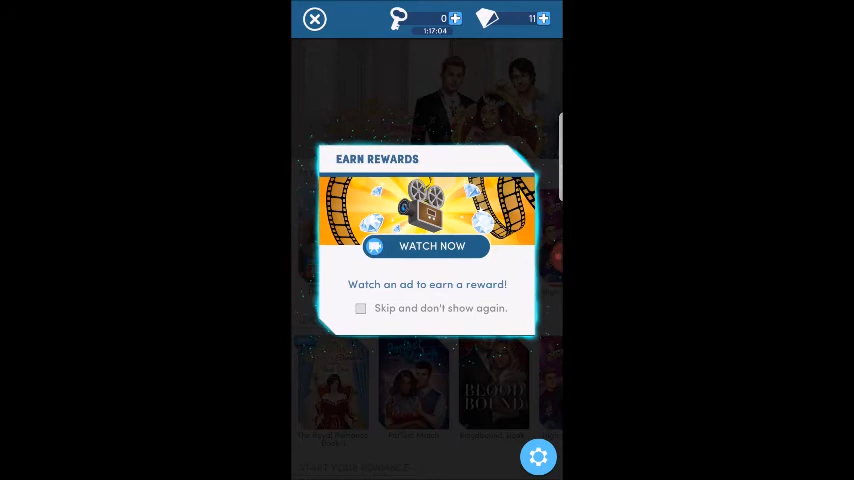 0
11
1:17:04
EARN REWARDS
WATCH NOW
Watch an ad to earn a reward!
Skip and don't show again.
BLOOD
BOUND
The Royal Romance,
Perfect Match
Bloodbound, Book
START YOUR ROMANCE